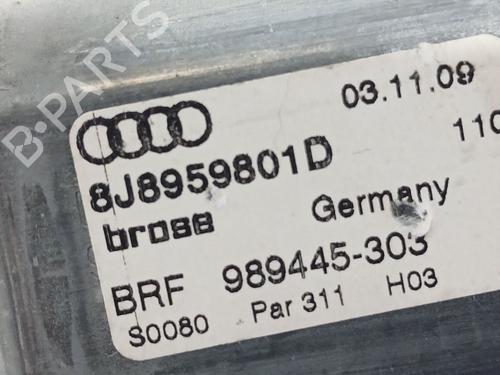 B-PARTS
03.11.09
8J8959801D
110
brose
Germany
BRF 989445-303
S0080 Par 311 H03